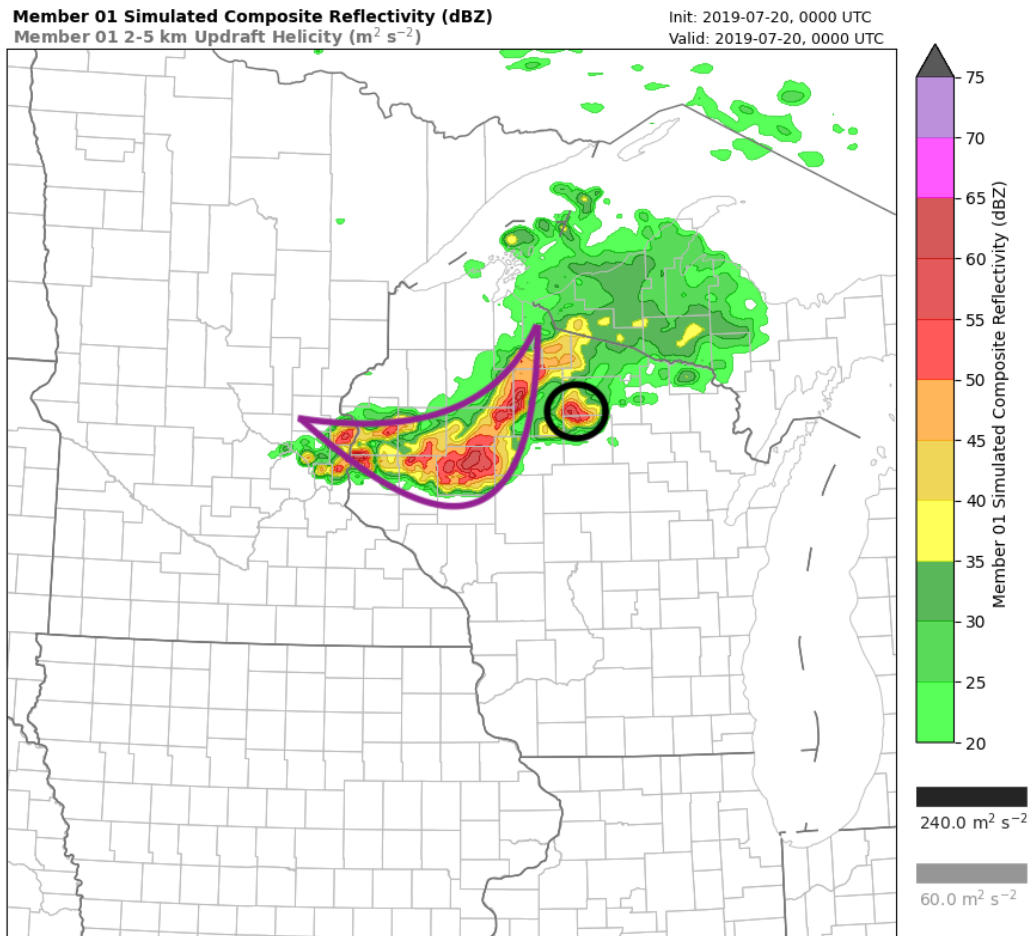 Member 01 Simulated Composite Reflectivity (dBZ)
Member 01 2-5 km Updraft Helicity (m² s⁻²)
Init: 2019-07-20, 0000 UTC
Valid: 2019-07-20, 0000 UTC
75
70
65
60
55
50
45
40
35
30
25
20
Member 01 Simulated Composite Reflectivity (dBZ)
240.0 m² s⁻²
60.0 m² s⁻²